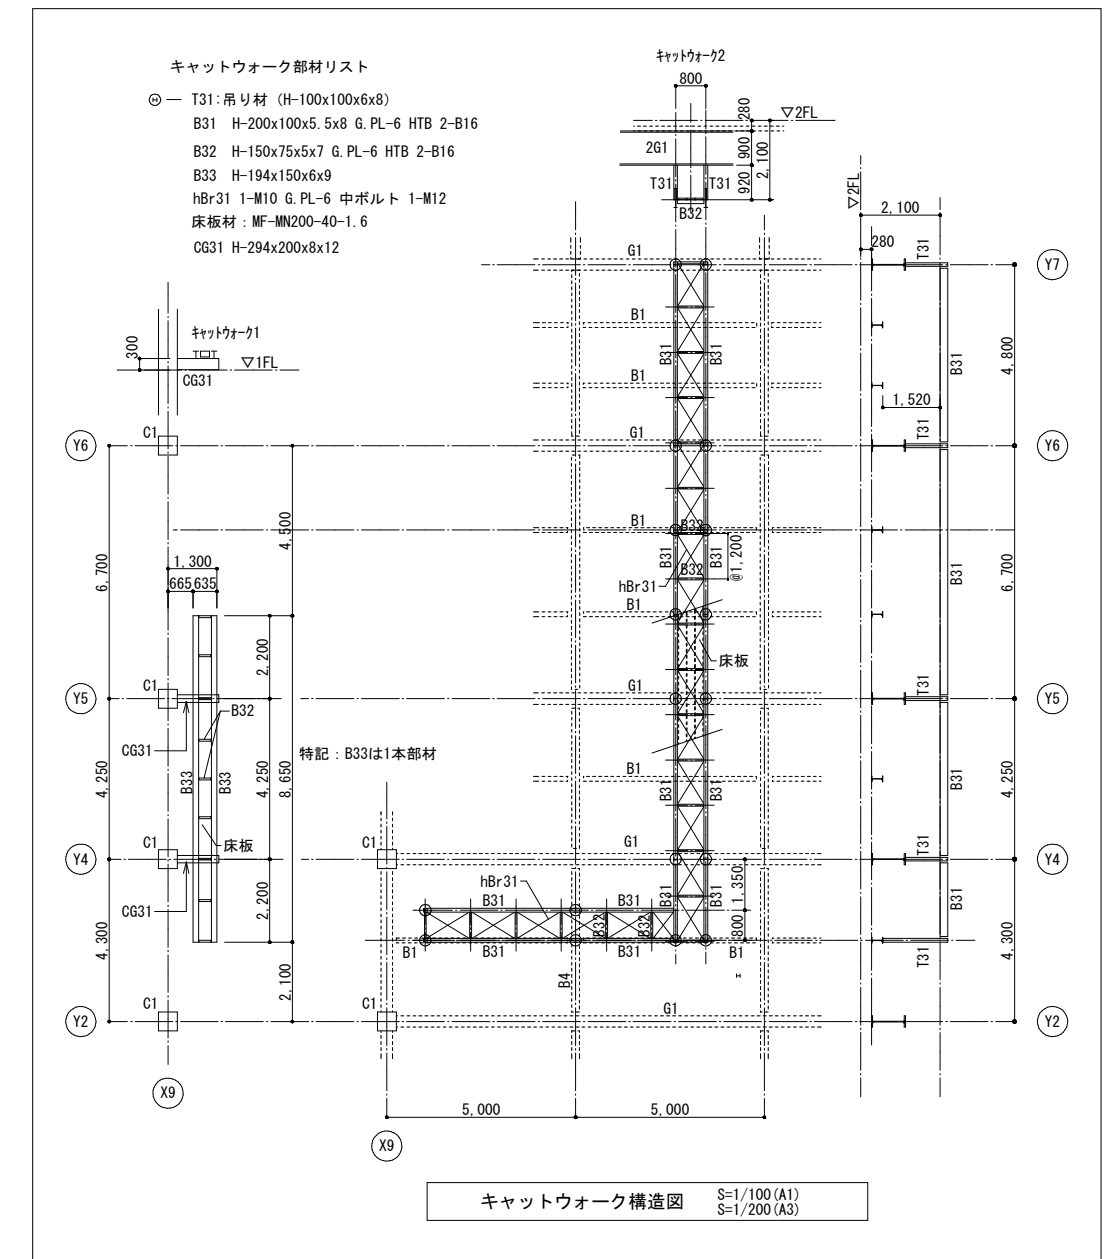 キャットウォーク部材リスト
T31:吊り材 (H-100x100x6x8)
B31 H-200x100x5.5x8 G.PL-6 HTB 2-B16
B32 H-150x75x5x7 G.PL-6 HTB 2-B16
B33 H-194x150x6x9
hBr31 1-M10 G.PL-6 中ボルト 1-M12
床板材：MF-MN200-40-1.6
CG31 H-294x200x8x12
キャットウォーク2
800
280
▽2FL
2G1
900
2,100
920
T31
T31
B32
▽2FL
2,100
280
T31
G1
Y7
キャットウォーク1
300
▽1FL
CG31
B1
B31
B31
B31
4,800
B1
1,520
C1
Y6
G1
T31
Y6
4,500
6,700
B1
B33
B31
B31
@1,200
B32
hBr31
B31
6,700
1,300
665
635
B1
2,200
床板
C1
Y5
G1
T31
Y5
B32
CG31
特記：B33は1本部材
4,250
B33
B33
4,250
8,650
B1
B31
B31
B31
4,250
床板
C1
C1
Y4
G1
T31
Y4
CG31
hBr31
B31
B31
B31
B31
1,350
B31
2,200
B32
B32
800
4,300
B1
B31
B31
B1
T31
4,300
2,100
B4
C1
C1
Y2
G1
Y2
X9
5,000
5,000
X9
キャットウォーク構造図
S=1/100(A1)
S=1/200(A3)